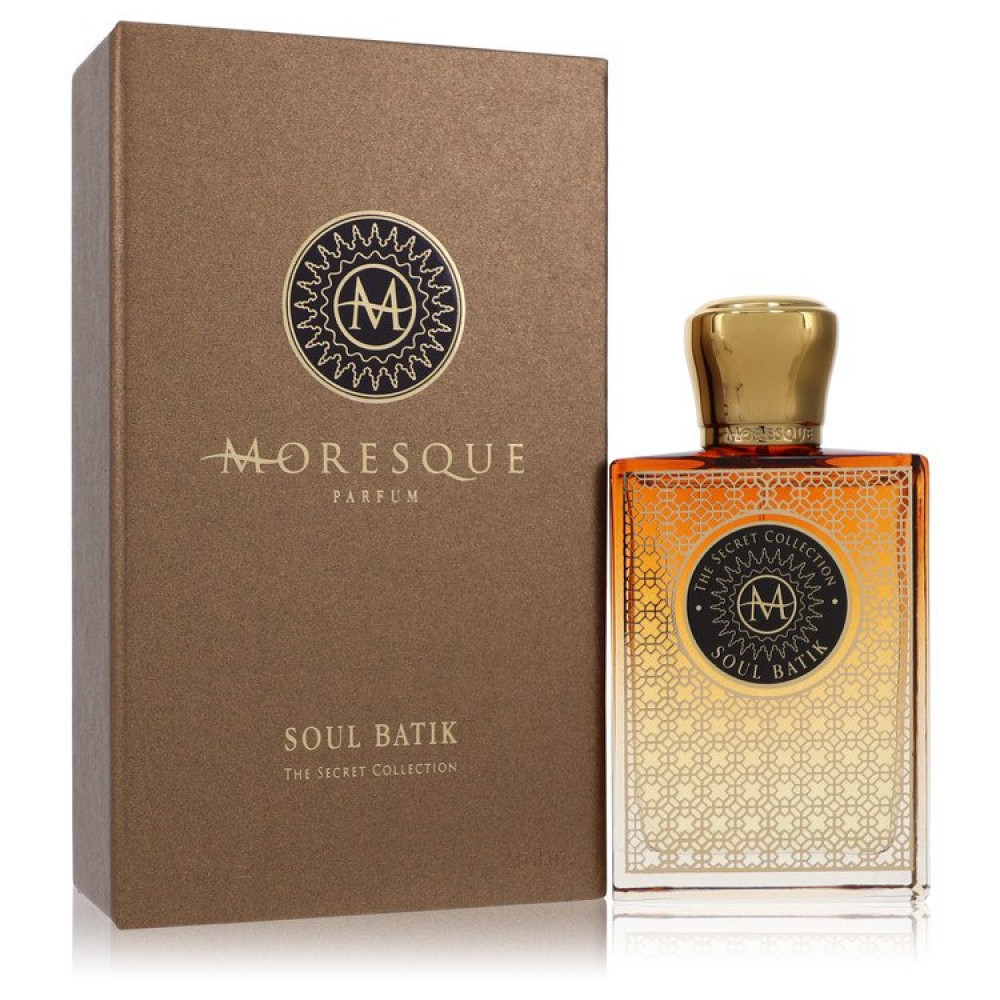 M
MORESQUE
PARFUM
SOUL BATIK
THE SECRET COLLECTION
MORESQUE
• THE SECRET COLLECTION •
M
SOUL BATIK